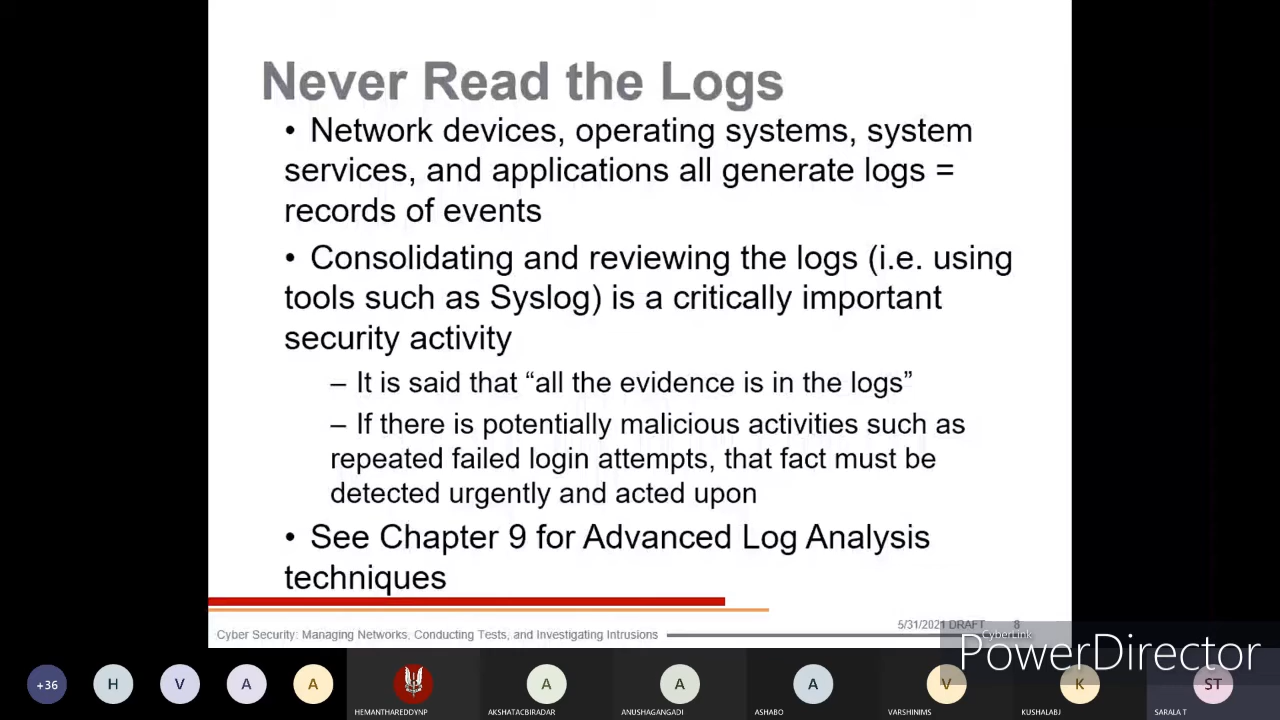 Never Read the Logs
• Network devices, operating systems, system
services, and applications all generate logs =
records of events
• Consolidating and reviewing the logs (i.e. using
tools such as Syslog) is a critically important
security activity
– It is said that “all the evidence is in the logs”
– If there is potentially malicious activities such as
repeated failed login attempts, that fact must be
detected urgently and acted upon
• See Chapter 9 for Advanced Log Analysis
techniques
5/31/2021 DRAFT 8
Cyber Security: Managing Networks, Conducting Tests, and Investigating Intrusions
CyberLink
PowerDirector
+36 H V A A A A A V K ST
HEMANTHAREDDYNP AKSHATACBIRADAR ANUSHAGANGADI ASHABO VARSHINIMS KUSHALABJ SARALA T